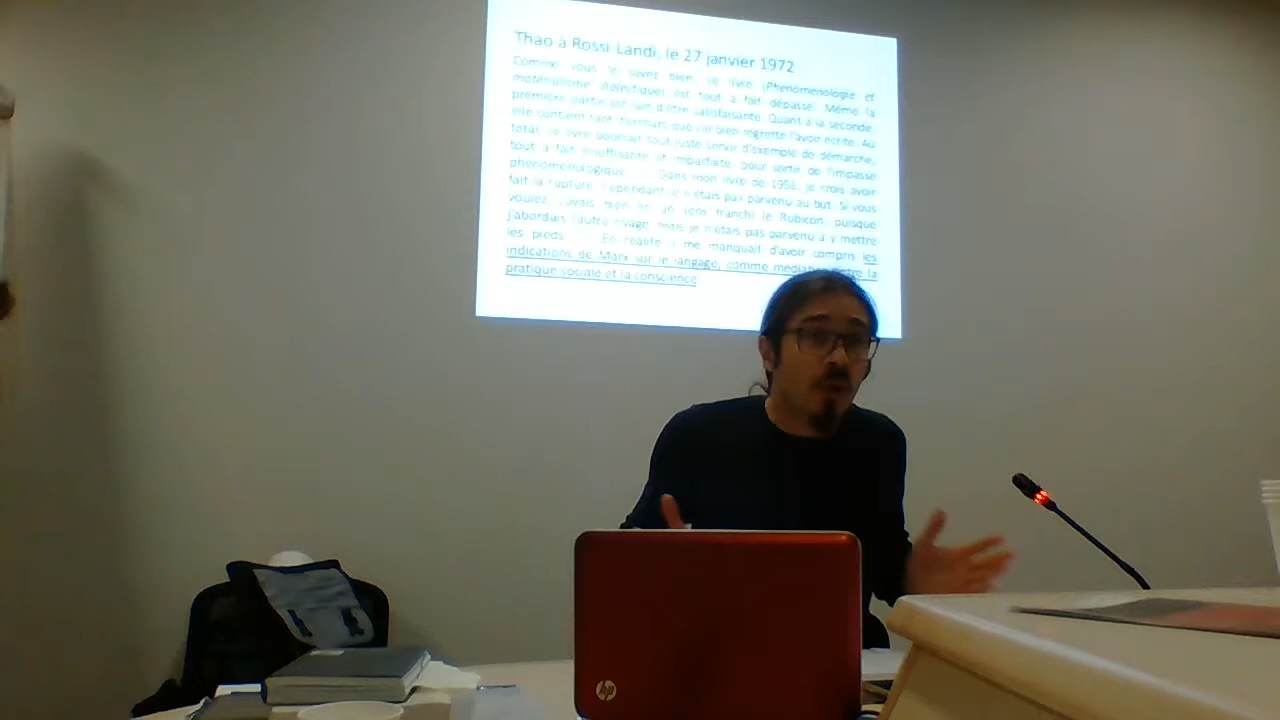 Thao à Rossi-Landi, le 27 janvier 1972
Comme vous le savez bien, ce livre (Phénoménologie et
matérialisme dialectique) est tout à fait dépassé. Même la
première partie est loin d'être satisfaisante. Quant à la seconde,
elle contient tant d'erreurs que j'ai bien regretté l'avoir écrite. Au
total, ce livre pourrait tout juste servir d'exemple de démarche,
tout à fait insuffisante et imparfaite, pour sortir de l'impasse
phénoménologique. Dans mon livre de 1951, je crois avoir
fait la rupture. Cependant je n'étais pas parvenu au but. Si vous
voulez, j'avais bien en un sens franchi le Rubicon, puisque
j'abordais l'autre rivage, mais je n'étais pas parvenu à y mettre
les pieds En réalité il me manquait d'avoir compris les
indications de Marx sur le langage, comme la
pratique sociale et la conscience
hp